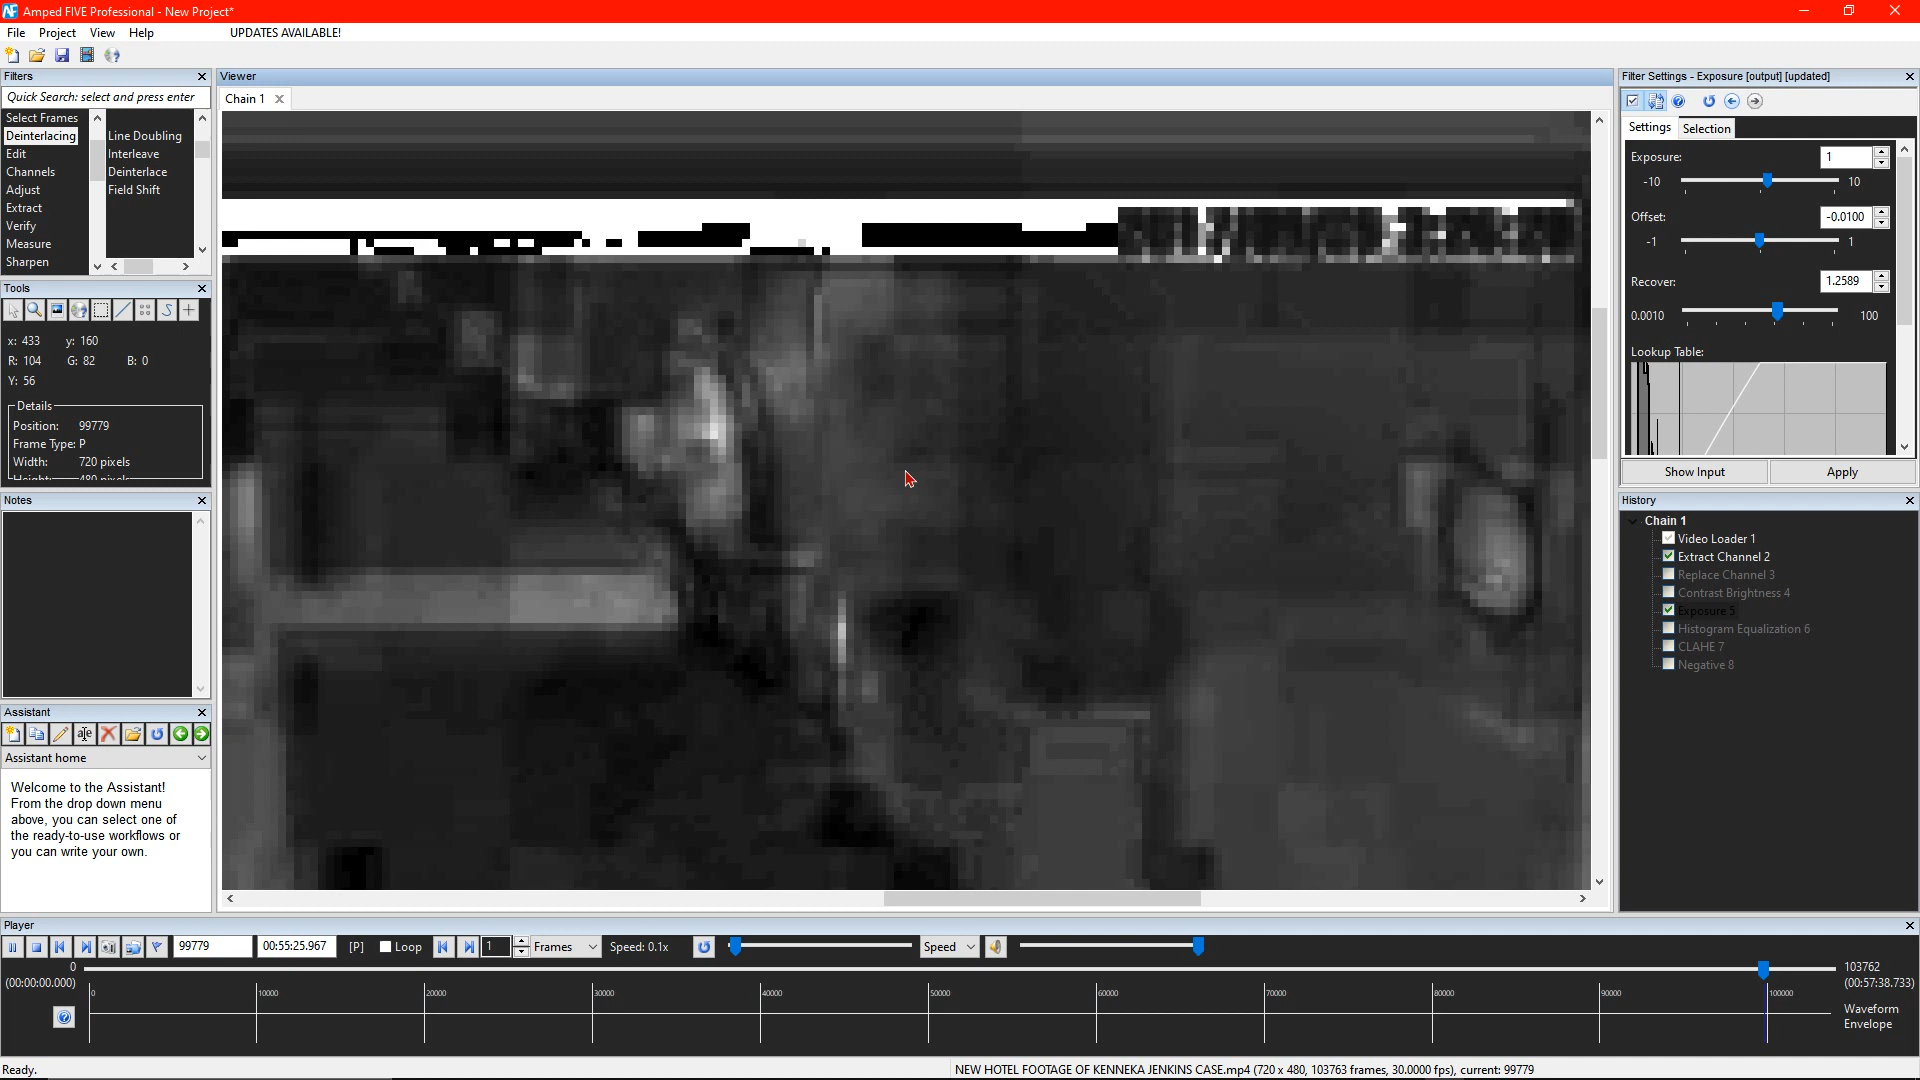 Amped FIVE Professional - New Project*
File Project View Help UPDATES AVAILABLE!
Filters
Quick Search: select and press enter
Select Frames
Deinterlacing
Edit
Channels
Adjust
Extract
Verify
Measure
Sharpen
Line Doubling
Interleave
Deinterlace
Field Shift
Tools
x: 433 y: 160
R: 104 G: 82 B: 0
Y: 56
Details
Position: 99779
Frame Type: P
Width: 720 pixels
Height: 480 pixels
Notes
Assistant
Assistant home
Welcome to the Assistant!
From the drop down menu
above, you can select one of
the ready-to-use workflows or
you can write your own.
Viewer
Chain 1
Filter Settings - Exposure [output] [updated]
Settings Selection
Exposure: 1
-10 10
Offset: -0.0100
-1 1
Recover: 1.2589
0.0010 100
Lookup Table:
Show Input Apply
History
Chain 1
Video Loader 1
Extract Channel 2
Replace Channel 3
Contrast Brightness 4
Exposure 5
Histogram Equalization 6
CLAHE 7
Negative 8
Player
99779 00:55:25.967 [P] Loop 1 Frames Speed: 0.1x Speed
0 103762
(00:00:00.000) (00:57:38.733)
0 10000 20000 30000 40000 50000 60000 70000 80000 90000 100000
Waveform
Envelope
Ready. NEW HOTEL FOOTAGE OF KENNEKA JENKINS CASE.mp4 (720 x 480, 103763 frames, 30.0000 fps), current: 99779